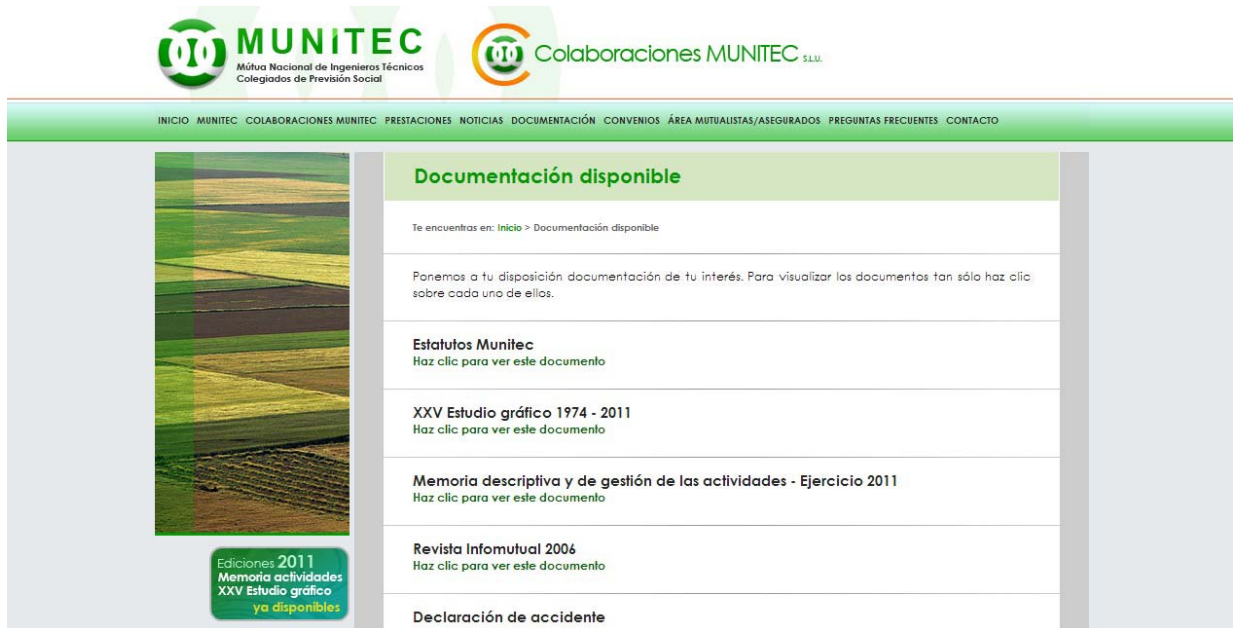 MUNITEC
Mútua Nacional de Ingenieros Técnicos
Colegiados de Previsión Social
Colaboraciones MUNITEC S.L.U.
INICIO MUNITEC COLABORACIONES MUNITEC PRESTACIONES NOTICIAS DOCUMENTACIÓN CONVENIOS ÁREA MUTUALISTAS/ASEGURADOS PREGUNTAS FRECUENTES CONTACTO
Documentación disponible
Te encuentras en: Inicio > Documentación disponible
Ponemos a tu disposición documentación de tu interés. Para visualizar los documentos tan sólo haz clic
sobre cada uno de ellos.
Estatutos Munitec
Haz clic para ver este documento
XXV Estudio gráfico 1974 - 2011
Haz clic para ver este documento
Memoria descriptiva y de gestión de las actividades - Ejercicio 2011
Haz clic para ver este documento
Revista Infomutual 2006
Haz clic para ver este documento
Declaración de accidente
Ediciones 2011
Memoria actividades
XXV Estudio gráfico
ya disponibles